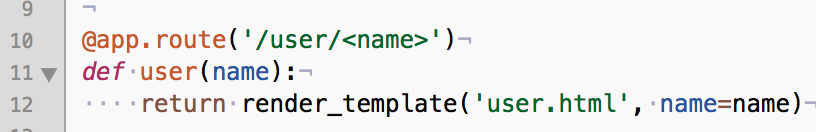 9
10 @app.route('/user/<name>')
11 def user(name):
12     return render_template('user.html', name=name)